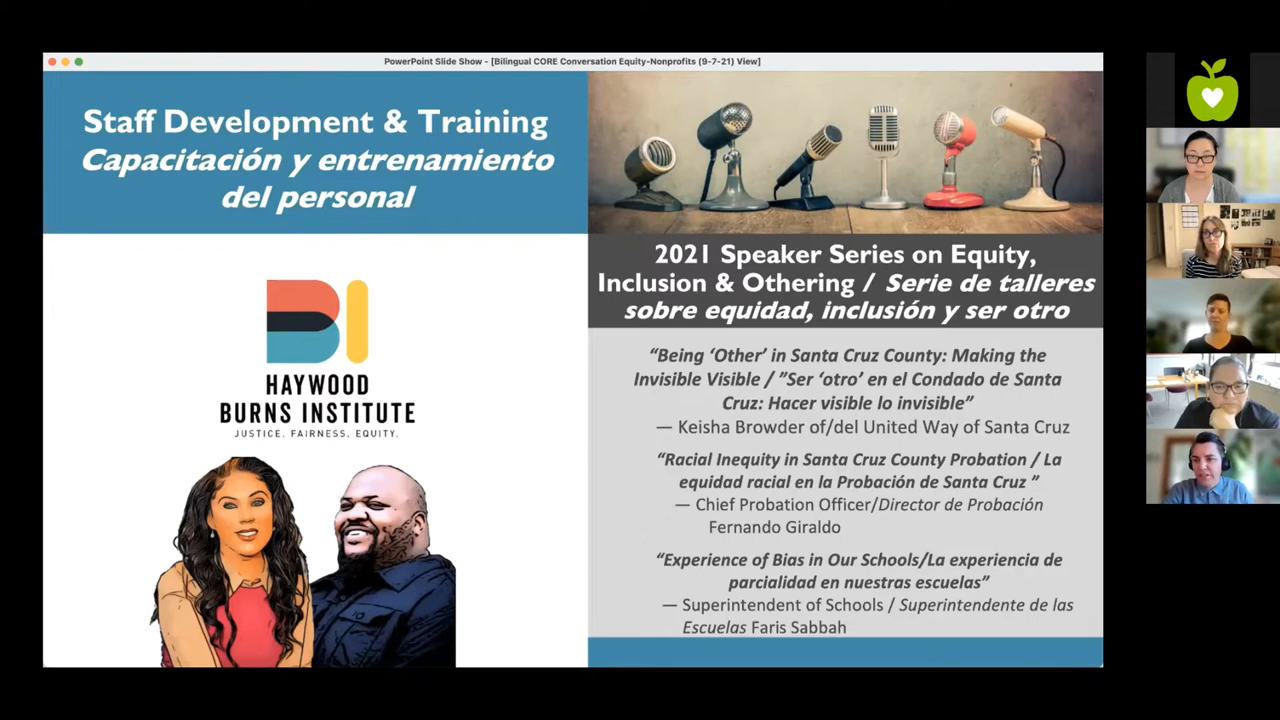 PowerPoint Slide Show - [Bilingual CORE Conversation Equity-Nonprofits (9-7-21) View]
Staff Development & Training
Capacitación y entrenamiento
del personal
HAYWOOD
BURNS INSTITUTE
JUSTICE. FAIRNESS. EQUITY.
2021 Speaker Series on Equity,
Inclusion & Othering / Serie de talleres
sobre equidad, inclusión y ser otro
“Being ‘Other’ in Santa Cruz County: Making the
Invisible Visible / ”Ser ‘otro’ en el Condado de Santa
Cruz: Hacer visible lo invisible”
— Keisha Browder of/del United Way of Santa Cruz
“Racial Inequity in Santa Cruz County Probation / La
equidad racial en la Probación de Santa Cruz ”
— Chief Probation Officer/Director de Probación
Fernando Giraldo
“Experience of Bias in Our Schools/La experiencia de
parcialidad en nuestras escuelas”
— Superintendent of Schools / Superintendente de las
Escuelas Faris Sabbah